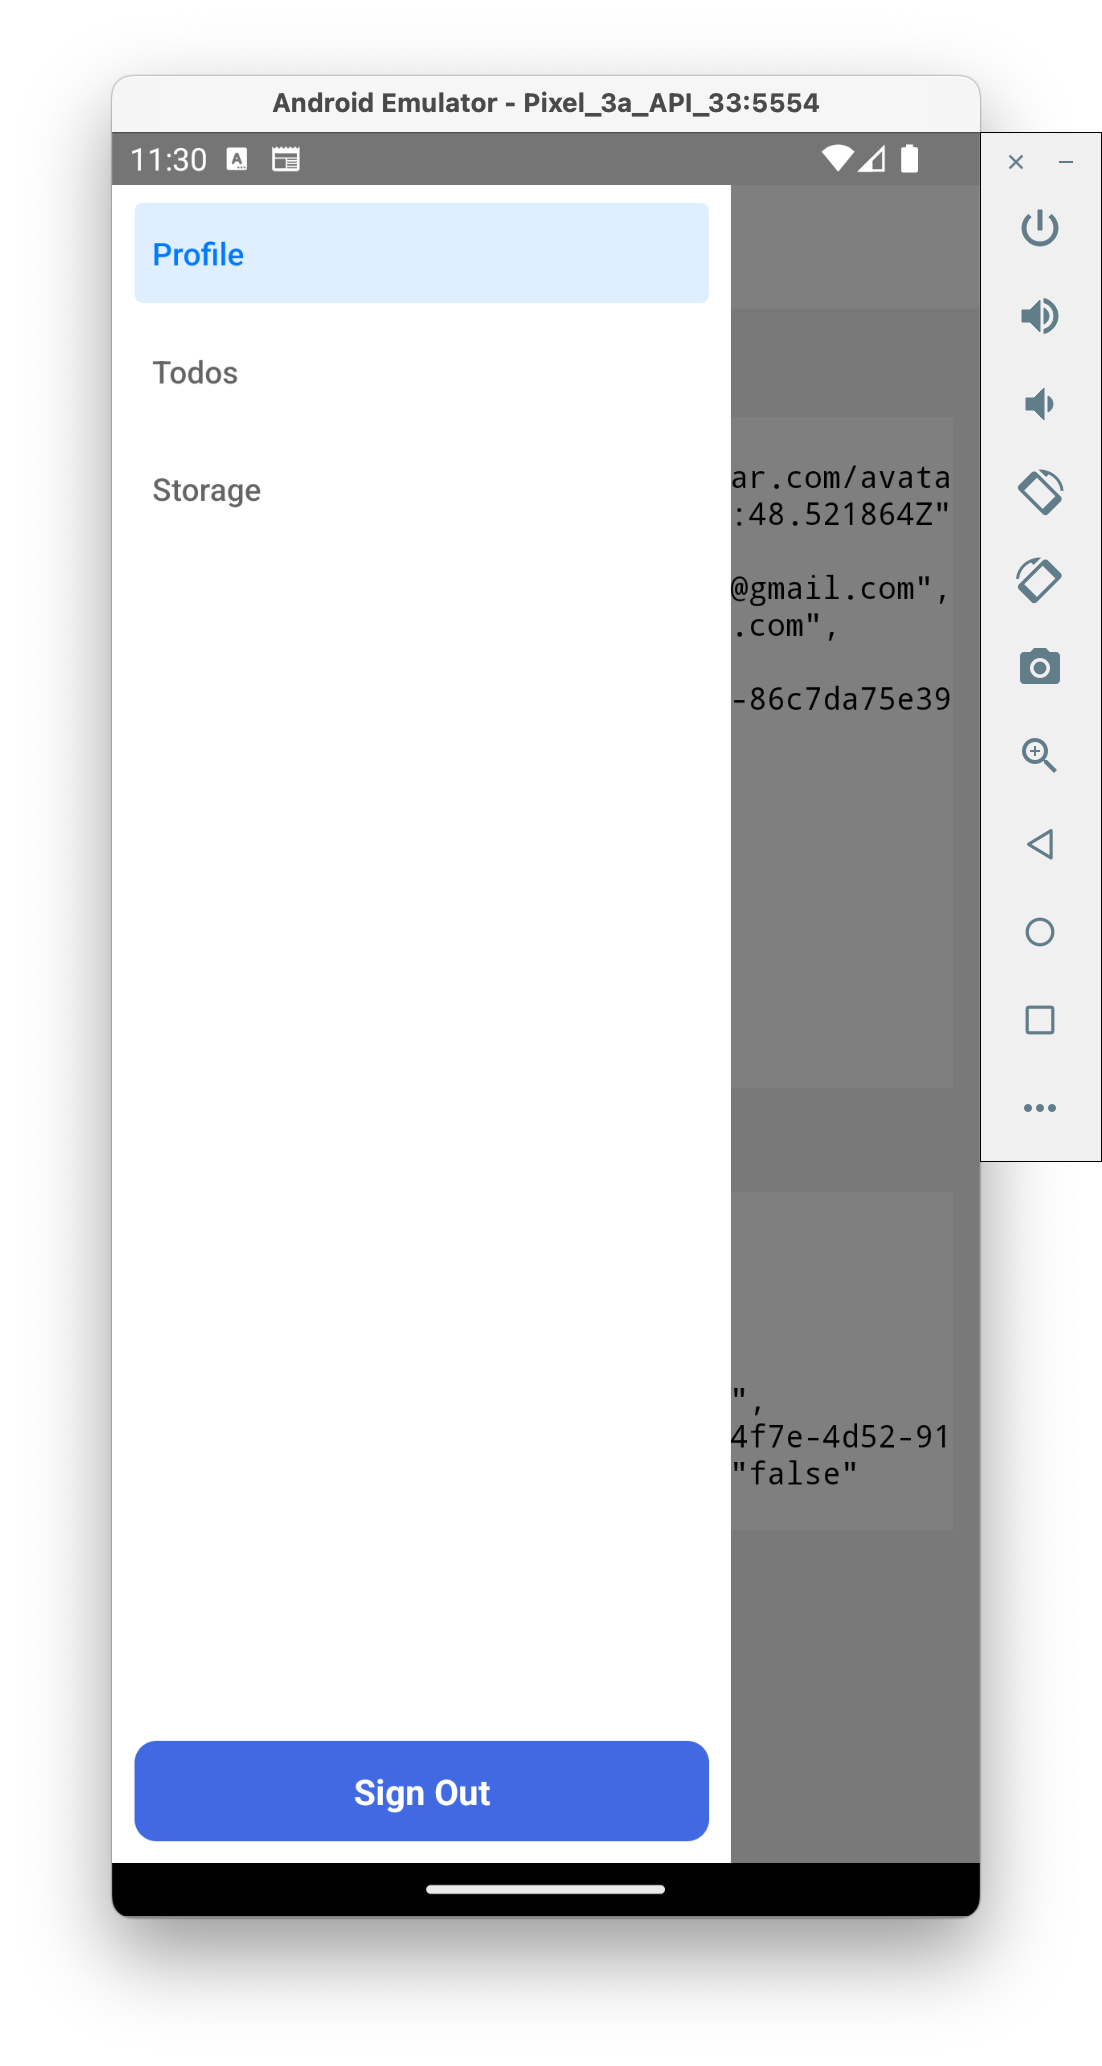 Android Emulator - Pixel_3a_API_33:5554
11:30
A
Profile
Todos
Storage
ar.com/avata
:48.521864Z"
@gmail.com",
.com",
-86c7da75e39
",
4f7e-4d52-91
"false"
Sign Out